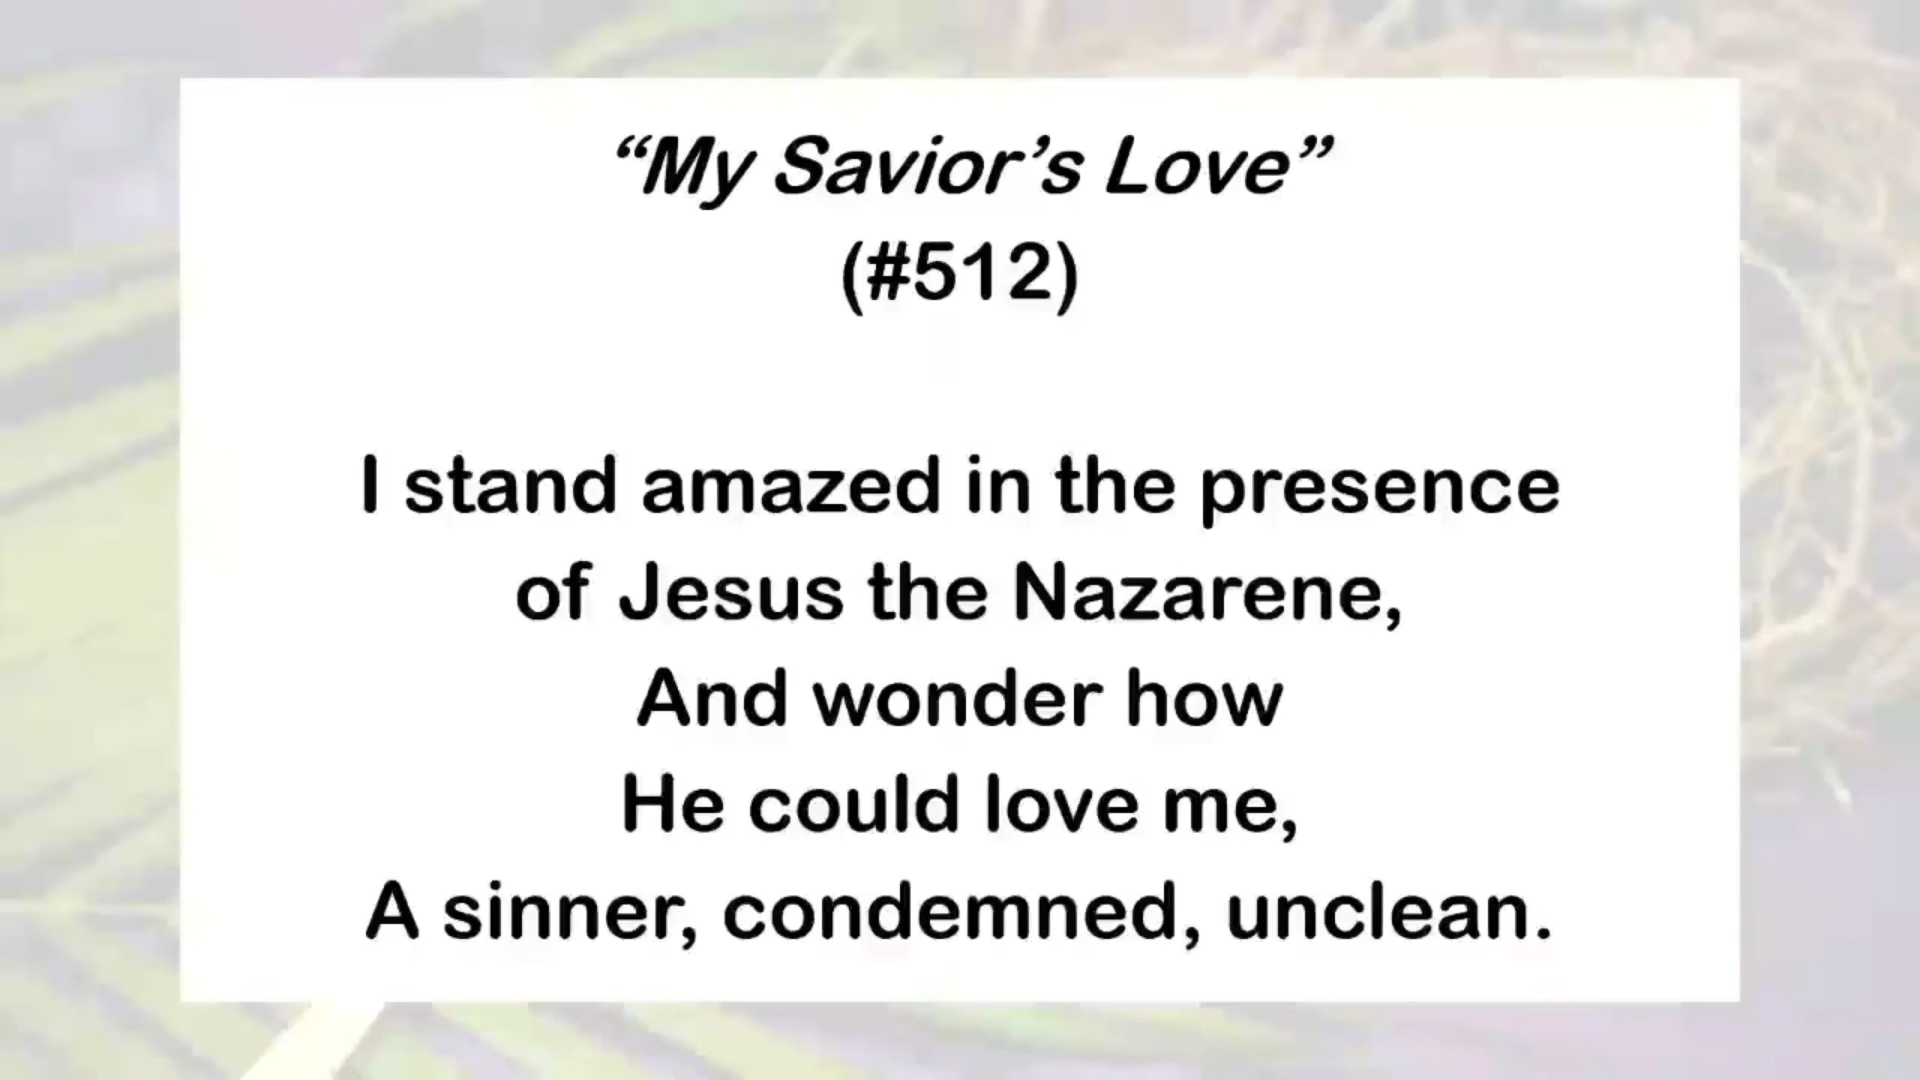 “My Savior’s Love”
(#512)
I stand amazed in the presence
of Jesus the Nazarene,
And wonder how
He could love me,
A sinner, condemned, unclean.